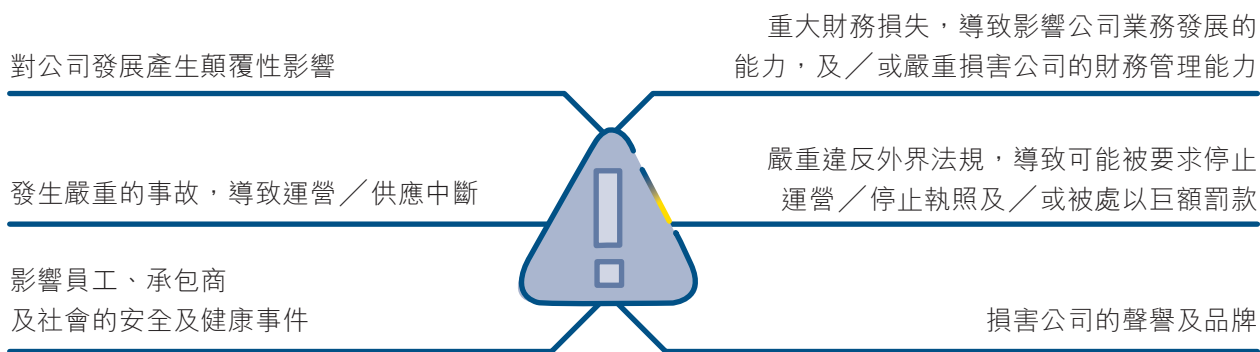 對公司發展產生顛覆性影響
重大財務損失，導致影響公司業務發展的
能力，及／或嚴重損害公司的財務管理能力
發生嚴重的事故，導致運營／供應中斷
嚴重違反外界法規，導致可能被要求停止
運營／停止執照及／或被處以巨額罰款
影響員工、承包商
及社會的安全及健康事件
損害公司的聲譽及品牌